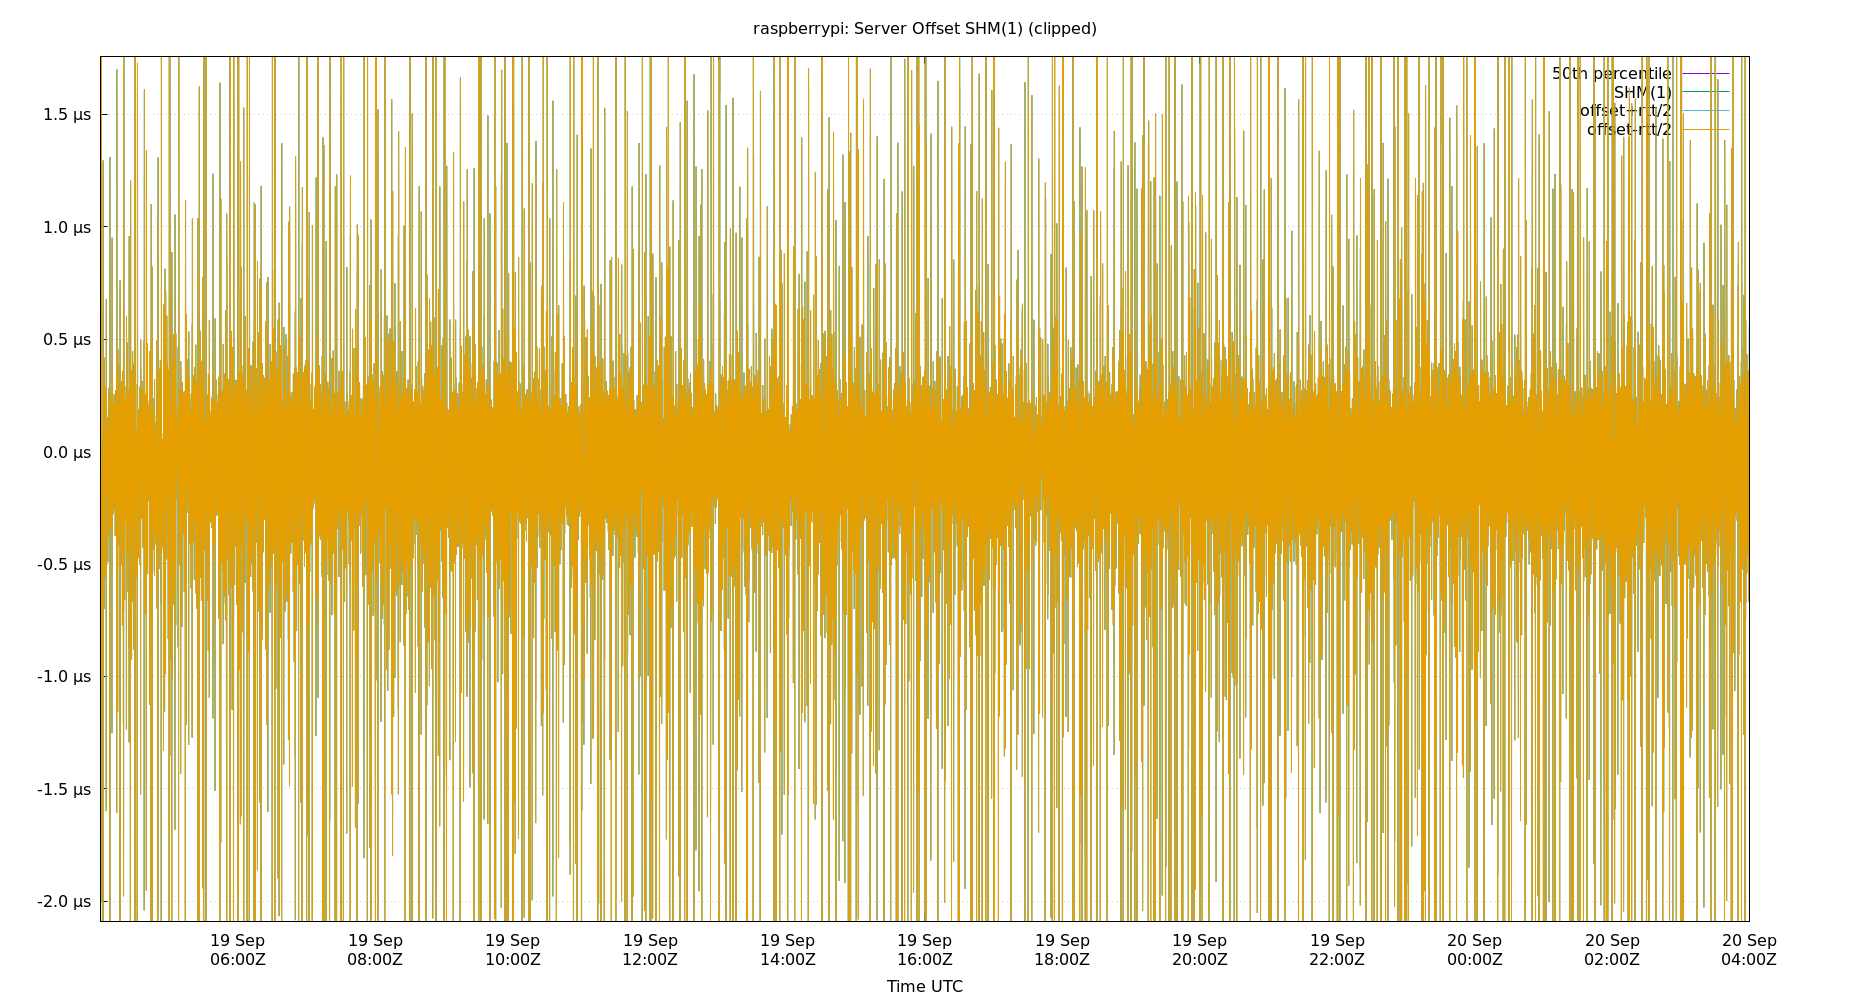 raspberrypi: Server Offset SHM(1) (clipped)
50th percentile
SHM(1)
offset+rtt/2
offset-rtt/2
1.5 µs
1.0 µs
0.5 µs
0.0 µs
-0.5 µs
-1.0 µs
-1.5 µs
-2.0 µs
19 Sep 19 Sep 19 Sep 19 Sep 19 Sep 19 Sep 19 Sep 19 Sep 19 Sep 20 Sep 20 Sep 20 Sep
06:00Z 08:00Z 10:00Z 12:00Z 14:00Z 16:00Z 18:00Z 20:00Z 22:00Z 00:00Z 02:00Z 04:00Z
Time UTC